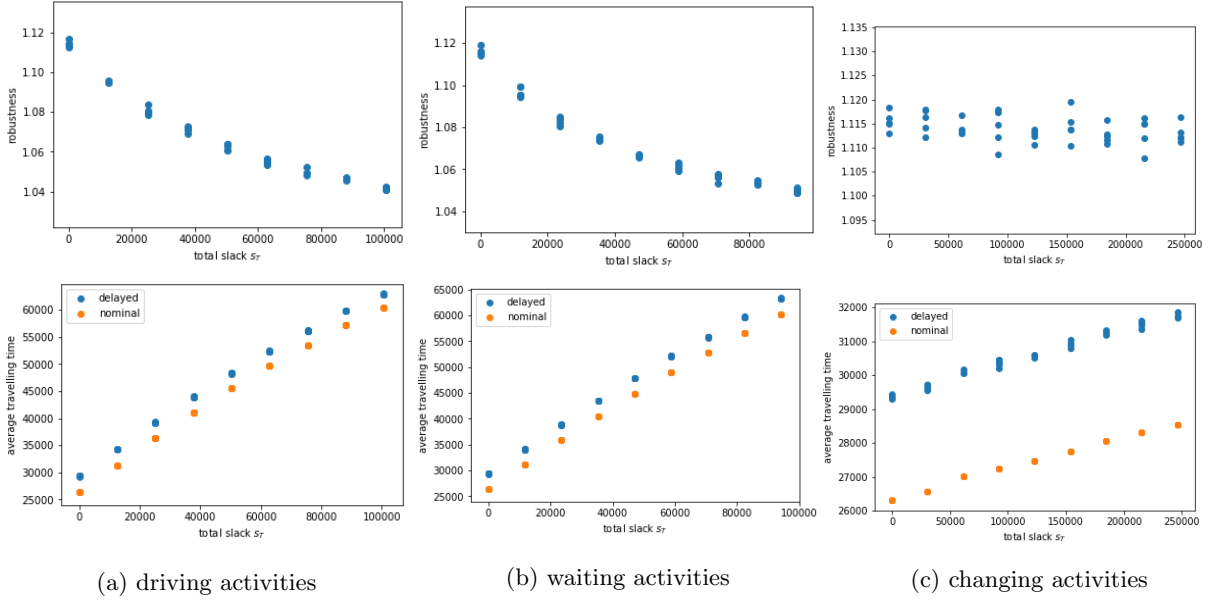 1.12
1.10
1.08
1.06
1.04
robustness
0 20000 40000 60000 80000 100000
total slack s_T
1.12
1.10
1.08
1.06
1.04
robustness
0 20000 40000 60000 80000
total slack s_T
1.135
1.130
1.125
1.120
1.115
1.110
1.105
1.100
1.095
robustness
0 50000 100000 150000 200000 250000
total slack s_T
60000
55000
50000
45000
40000
35000
30000
25000
average travelling time
delayed
nominal
0 20000 40000 60000 80000 100000
total slack s_T
65000
60000
55000
50000
45000
40000
35000
30000
25000
average travelling time
delayed
nominal
0 20000 40000 60000 80000 100000
total slack s_T
32000
31000
30000
29000
28000
27000
26000
average travelling time
delayed
nominal
0 50000 100000 150000 200000 250000
total slack s_T
(a) driving activities
(b) waiting activities
(c) changing activities